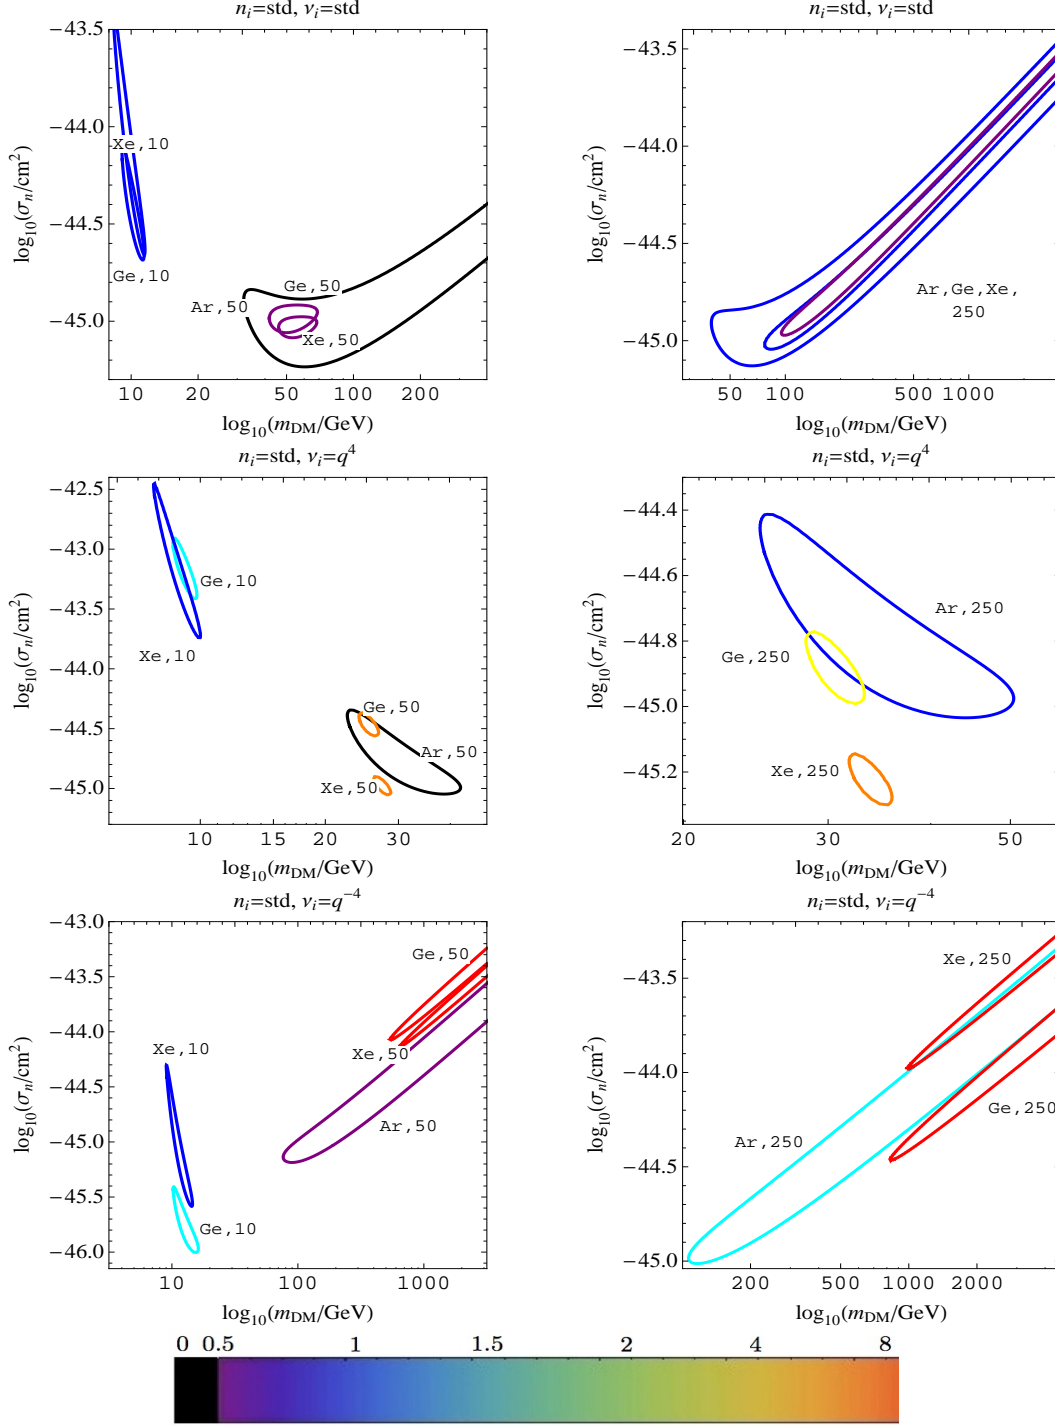 n_i=std, ν_i=std
−43.5
−44.0
−44.5
−45.0
log10(σn/cm²)
Xe,10
Ge,10
Ar,50
Ge,50
Xe,50
10 20 50 100 200
log10(mDM/GeV)
n_i=std, ν_i=std
−43.5
−44.0
−44.5
−45.0
log10(σn/cm²)
Ar,Ge,Xe,
250
50 100 500 1000
log10(mDM/GeV)
n_i=std, ν_i=q⁴
−42.5
−43.0
−43.5
−44.0
−44.5
−45.0
log10(σn/cm²)
Ge,10
Xe,10
Ge,50
Ar,50
Xe,50
10 15 20 30
log10(mDM/GeV)
n_i=std, ν_i=q⁴
−44.4
−44.6
−44.8
−45.0
−45.2
log10(σn/cm²)
Ar,250
Ge,250
Xe,250
20 30 50
log10(mDM/GeV)
n_i=std, ν_i=q⁻⁴
−43.0
−43.5
−44.0
−44.5
−45.0
−45.5
−46.0
log10(σn/cm²)
Ge,50
Xe,10
Xe,50
Ar,50
Ge,10
10 100 1000
log10(mDM/GeV)
n_i=std, ν_i=q⁻⁴
−43.5
−44.0
−44.5
−45.0
log10(σn/cm²)
Xe,250
Ge,250
Ar,250
200 500 1000 2000
log10(mDM/GeV)
0 0.5 1 1.5 2 4 8